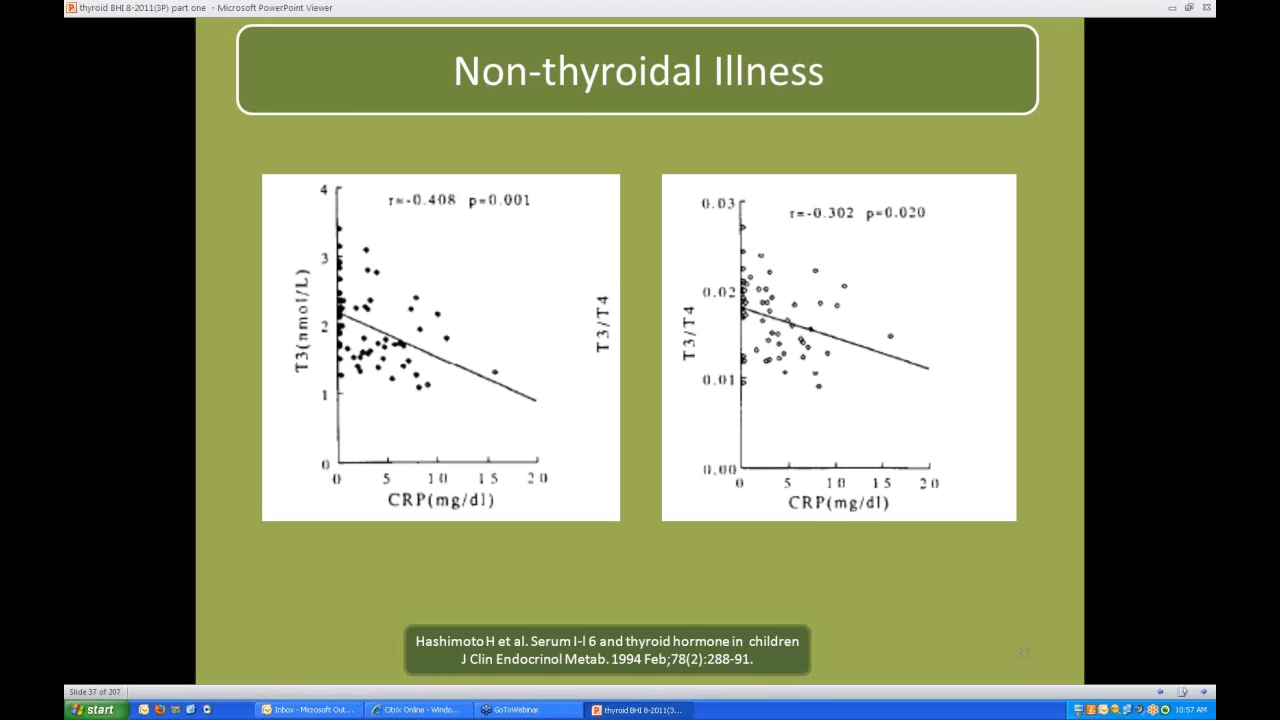 thyroid BHI 8-2011(3P) part one - Microsoft PowerPoint Viewer
Non-thyroidal Illness
r=-0.408 p=0.001
4
3
2
1
0
T3(nmol/L)
0 5 10 15 20
CRP(mg/dl)
T3/T4
r=-0.302 p=0.020
0.03
0.02
0.01
0.00
T3/T4
0 5 10 15 20
CRP(mg/dl)
Hashimoto H et al. Serum I-l 6 and thyroid hormone in children
J Clin Endocrinol Metab. 1994 Feb;78(2):288-91.
37
Slide 37 of 207
start
Inbox - Microsoft Out...
Citrix Online - Windo...
GoToWebinar
thyroid BHI 8-2011(3...
10:57 AM